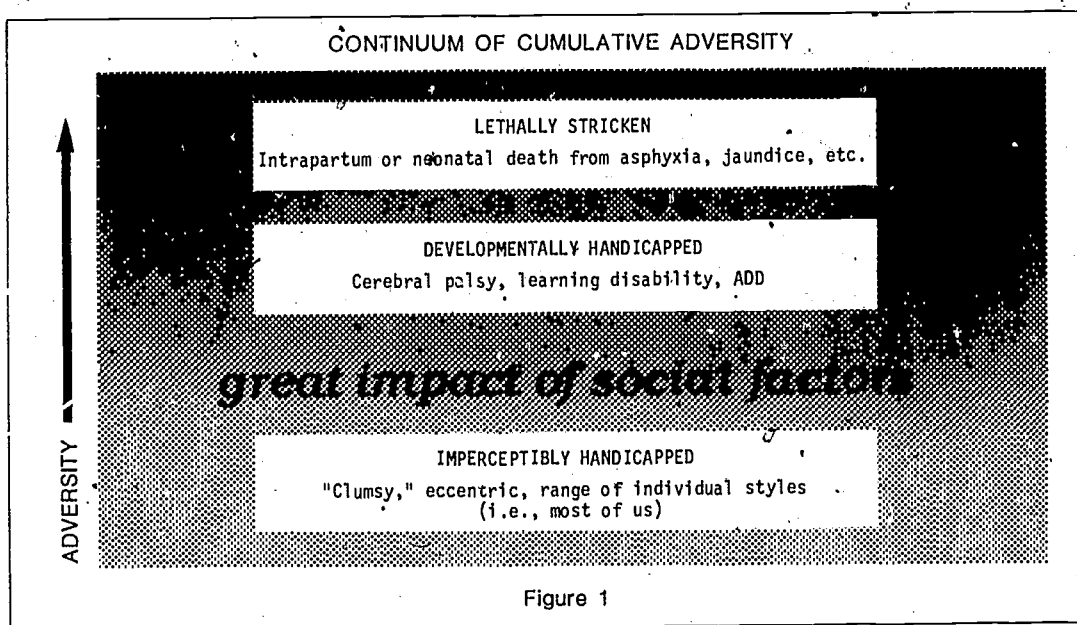 CONTINUUM OF CUMULATIVE ADVERSITY
LETHALLY STRICKEN
Intrapartum or neonatal death from asphyxia, jaundice, etc.
DEVELOPMENTALLY HANDICAPPED
Cerebral palsy, learning disability, ADD
great impact of social factors
IMPERCEPTIBLY HANDICAPPED
"Clumsy," eccentric, range of individual styles
(i.e., most of us)
ADVERSITY
Figure 1